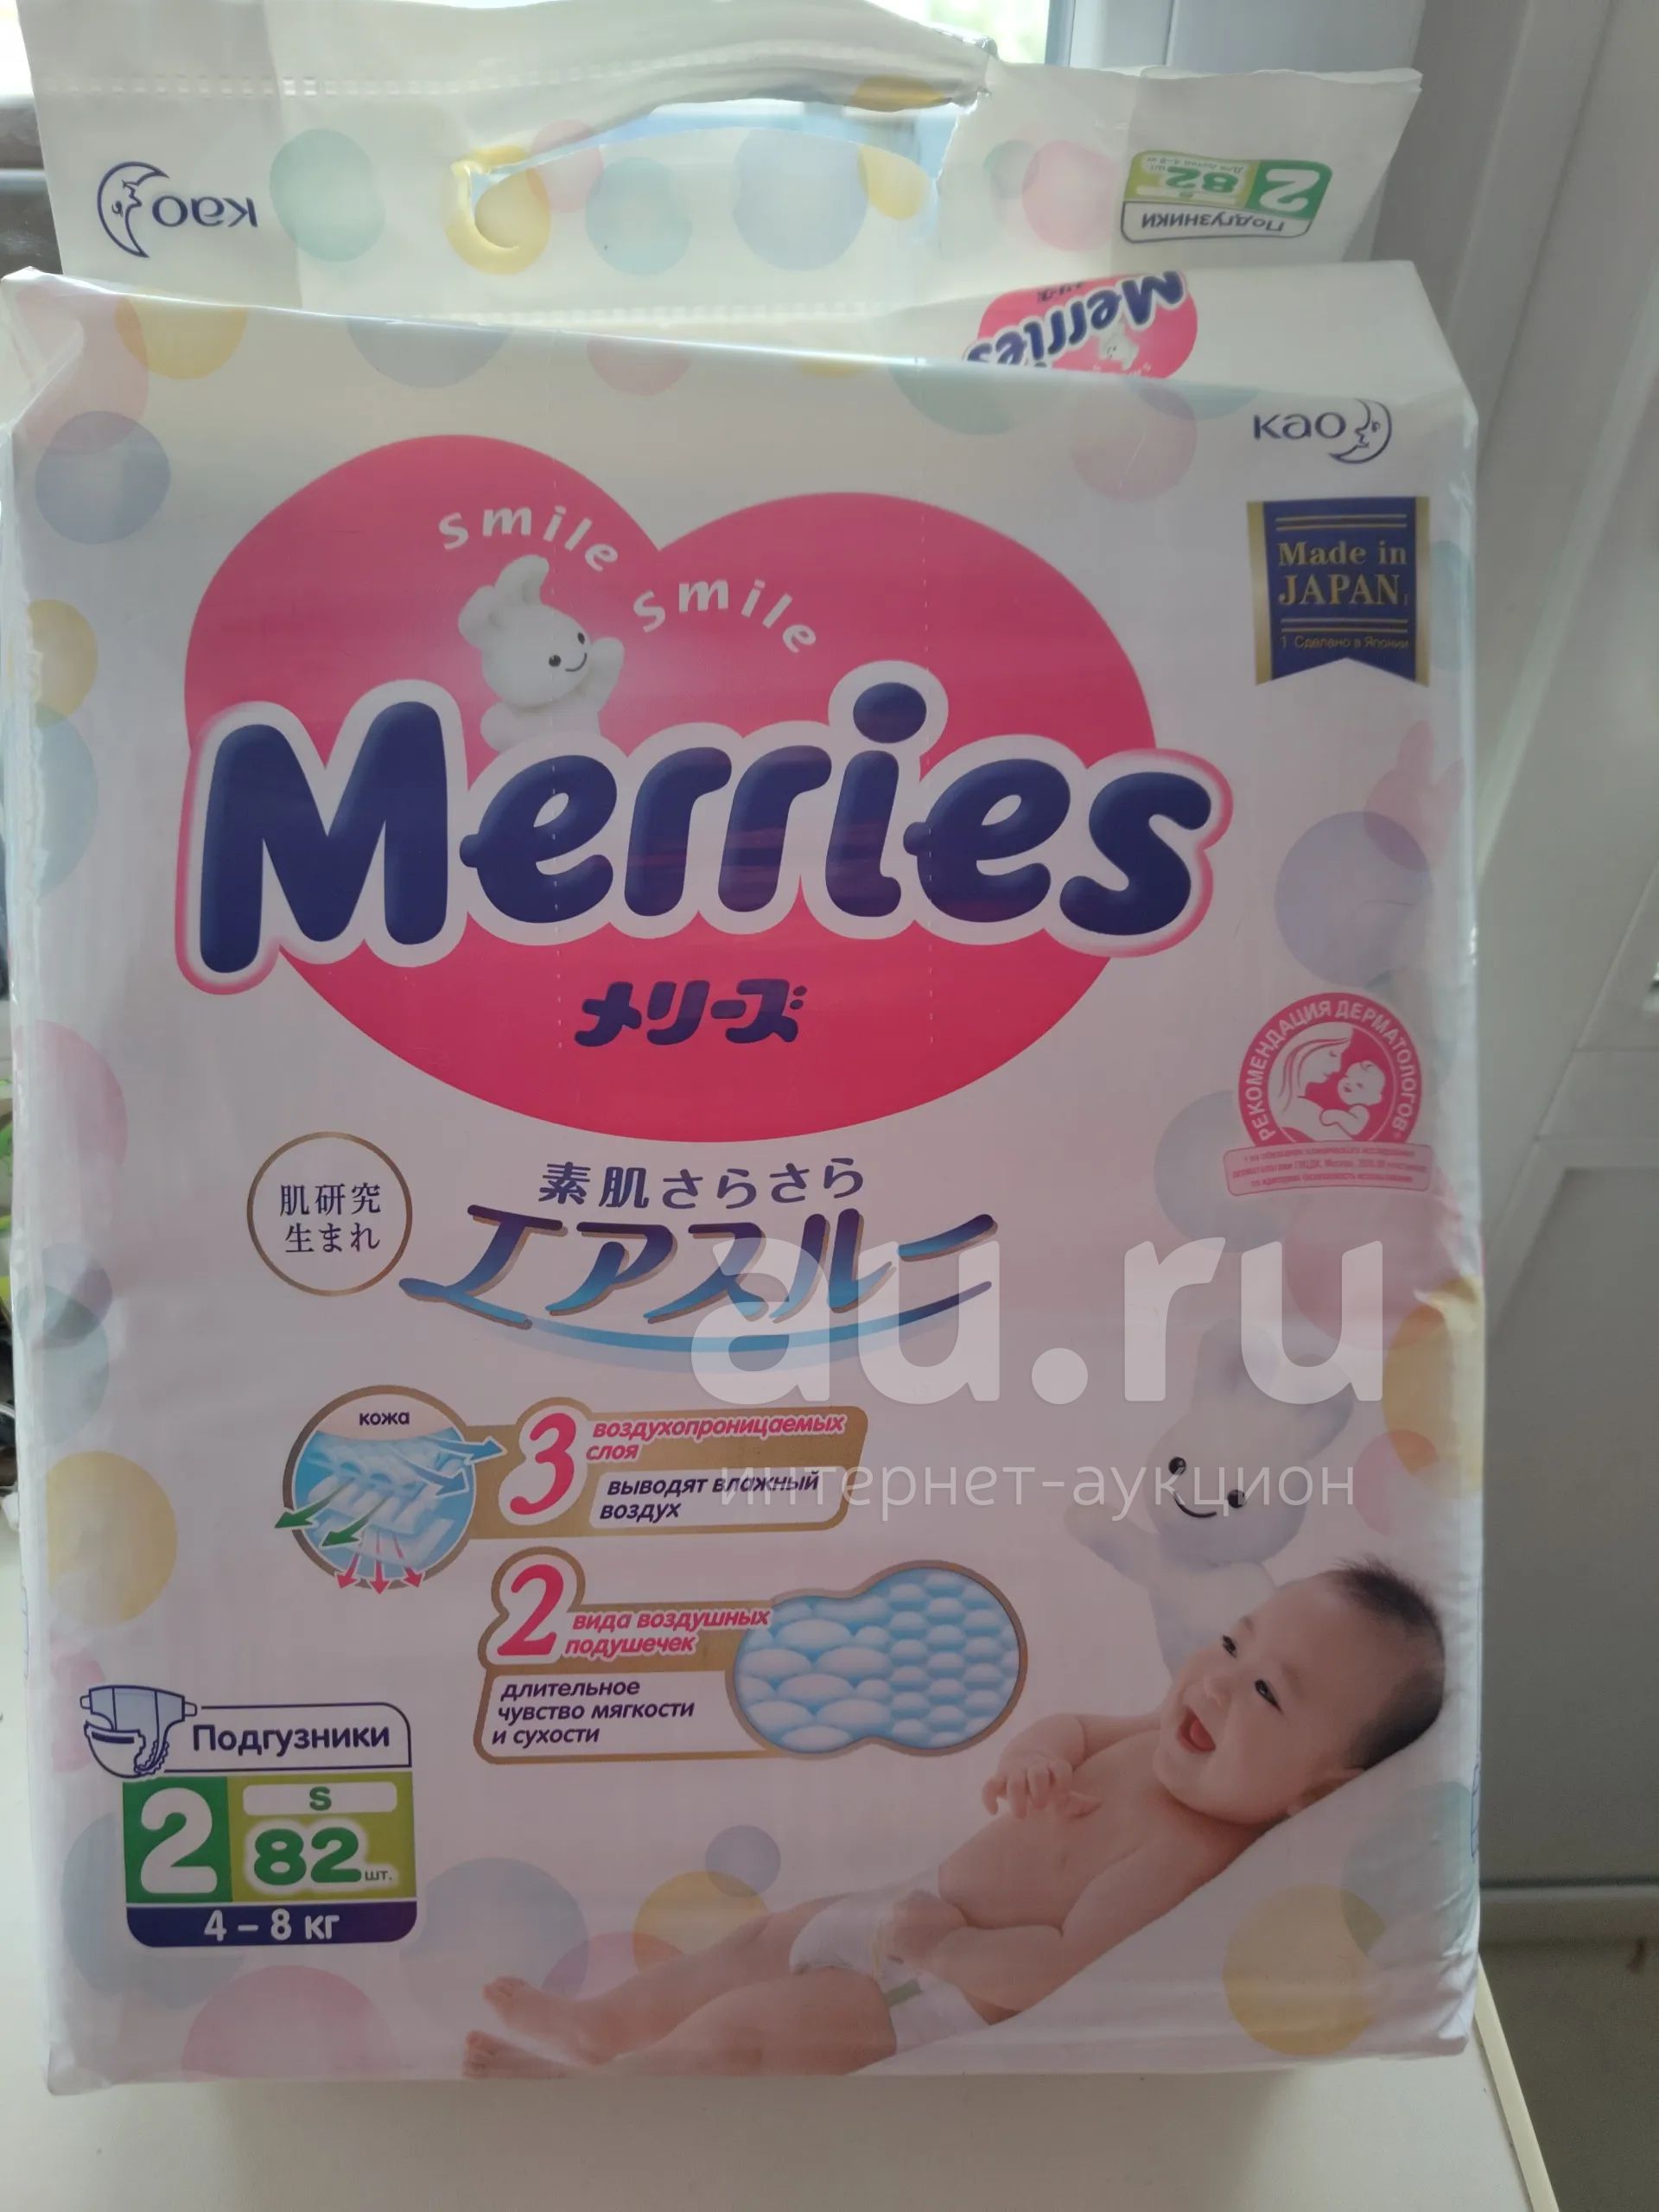 Kao
Подгузники
2
82
Merries
Kao
smile
smile
Made in
JAPAN
1 Сделано в Японии
Merries
メリーズ
РЕКОМЕНДАЦИЯ ДЕРМАТОЛОГОВ
肌研究
生まれ
素肌さらさら
エアスルー
au.ru
интернет-аукцион
кожа
3 воздухопроницаемых
слоя
выводят влажный
воздух
2 вида воздушных
подушечек
длительное
чувство мягкости
и сухости
Подгузники
2
S
82 шт.
4 – 8 кг